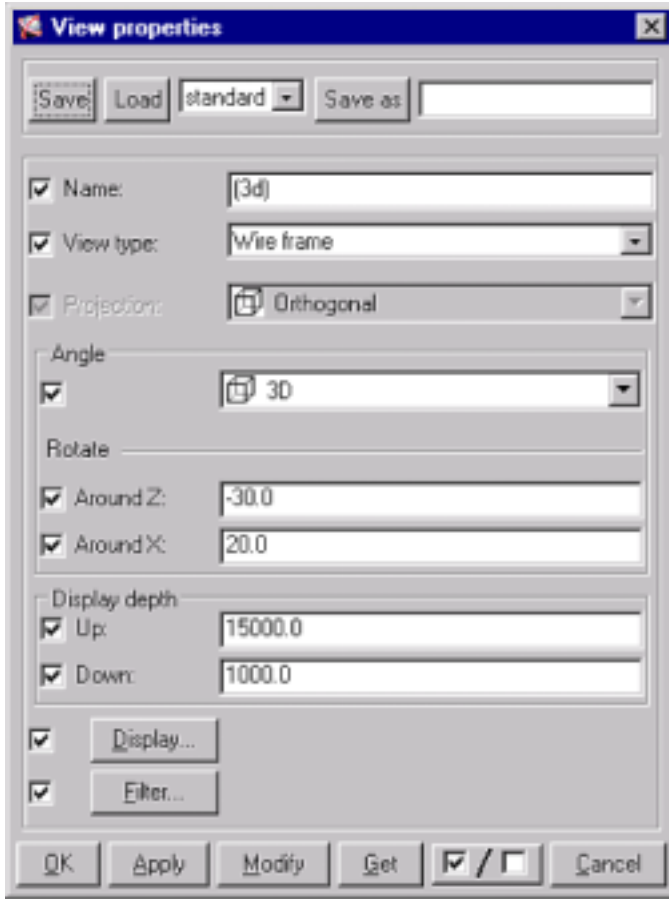 View properties
Save Load standard Save as
Name: (3d)
View type: Wire frame
Projection: Orthogonal
Angle
3D
Rotate
Around Z: -30.0
Around X: 20.0
Display depth
Up: 15000.0
Down: 1000.0
Display...
Filter...
OK Apply Modify Get / Cancel